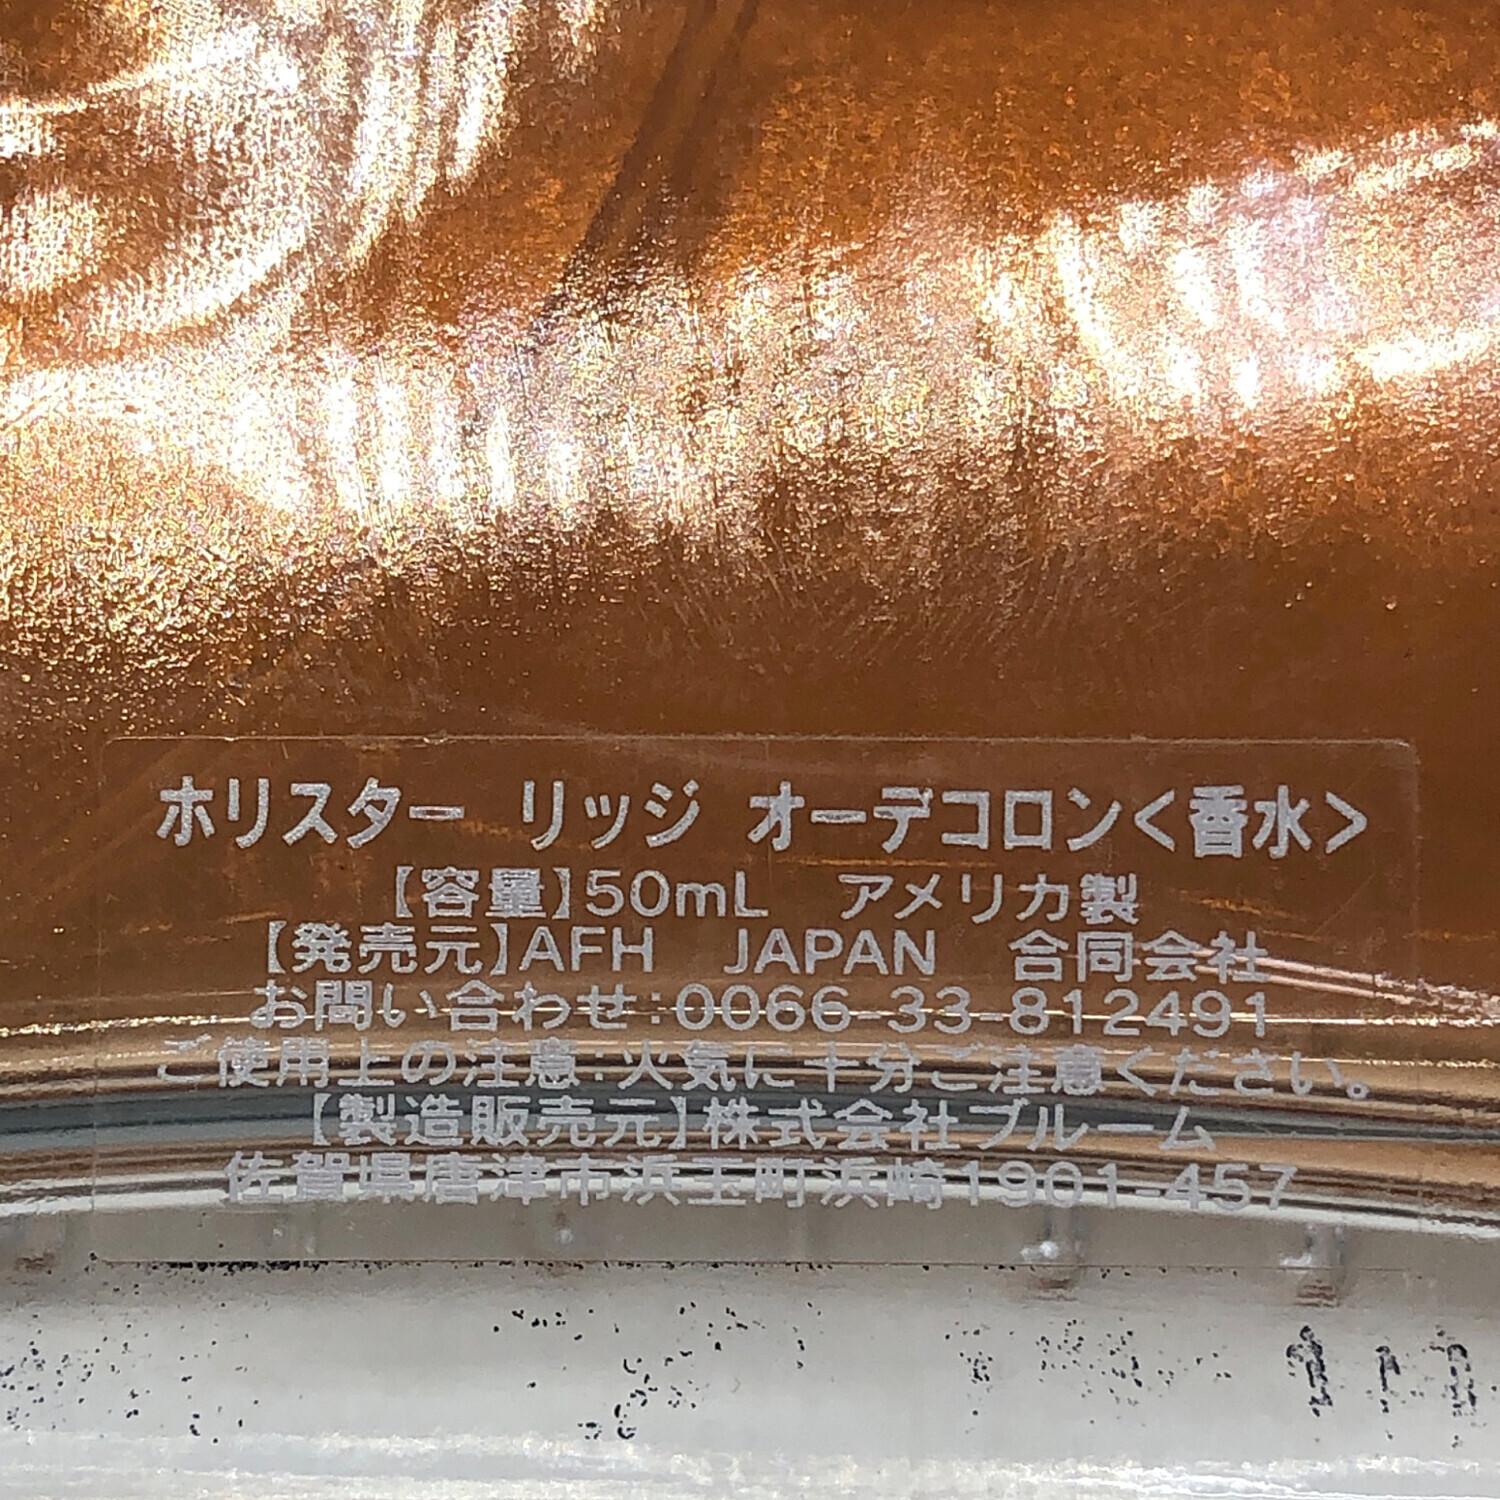 ホリスター リッジ オーデコロン<香水>
【容量】50mL アメリカ製
【発売元】AFH JAPAN 合同会社
お問い合わせ:0066-33-812491
ご使用上の注意:火気に十分ご注意ください。
【製造販売元】株式会社ブルーム
佐賀県唐津市浜玉町浜崎1901-457